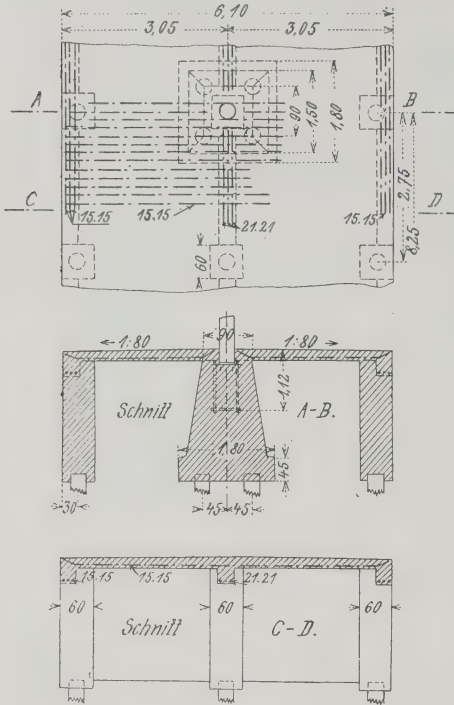 6,10
3,05 3,05
A B
90 1,50 1,80
2,75
8,25
C D
15.15 15.15 21.21 15.15
60
1:80 90 1:80
1,12
Schnitt A-B.
1,80
45
30 45 45
15.15 15.15 21.21
60 60 60
Schnitt C-D.